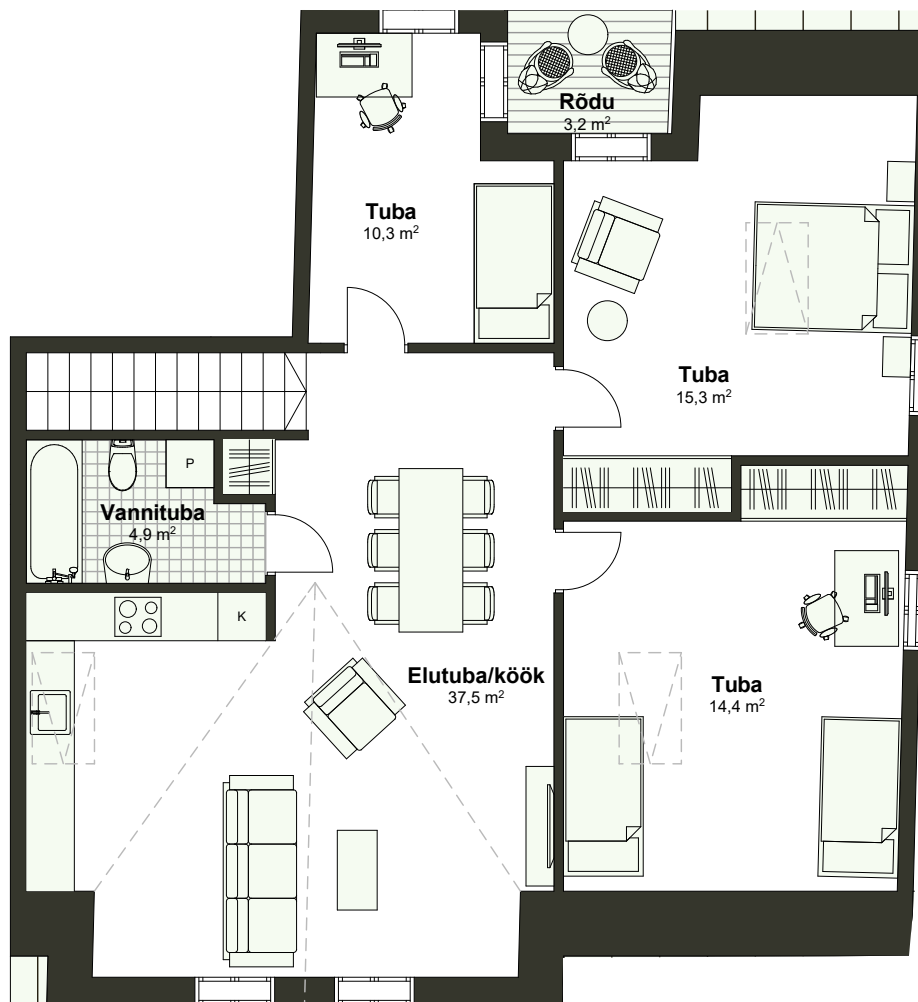 Rõdu
3,2 m²
Tuba
10,3 m²
Tuba
15,3 m²
P
Vannituba
4,9 m²
K
Elutuba/köök
37,5 m²
Tuba
14,4 m²